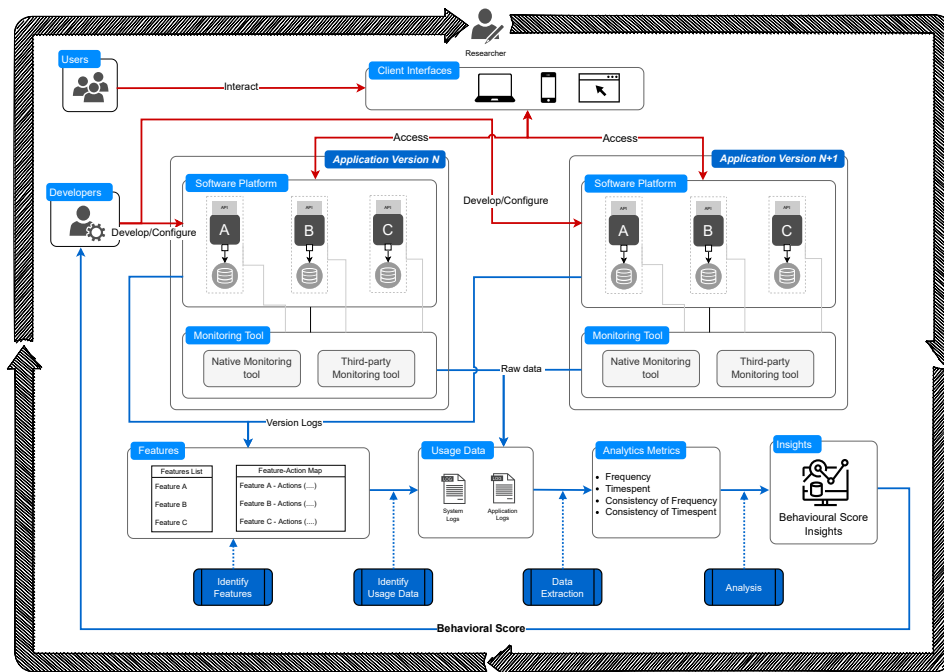 Researcher
Users
Client Interfaces
Interact
Access
Access
Application Version N
Application Version N+1
Developers
Software Platform
Software Platform
API
API
API
API
API
API
A
B
C
A
B
C
Develop/Configure
Develop/Configure
Monitoring Tool
Monitoring Tool
Native Monitoring
tool
Third-party
Monitoring tool
Raw data
Native Monitoring
tool
Third-party
Monitoring tool
Version Logs
Features
Usage Data
Analytics Metrics
Insights
Features List
Feature A
Feature B
Feature C
Feature-Action Map
Feature A - Actions (....)
Feature B - Actions (....)
Feature C - Actions (....)
LOG
System
Logs
LOG
Application
Logs
Frequency
Timespent
Consistency of Frequency
Consistency of Timespent
Behavioural Score
Insights
Identify
Features
Identify
Usage Data
Data
Extraction
Analysis
Behavioral Score